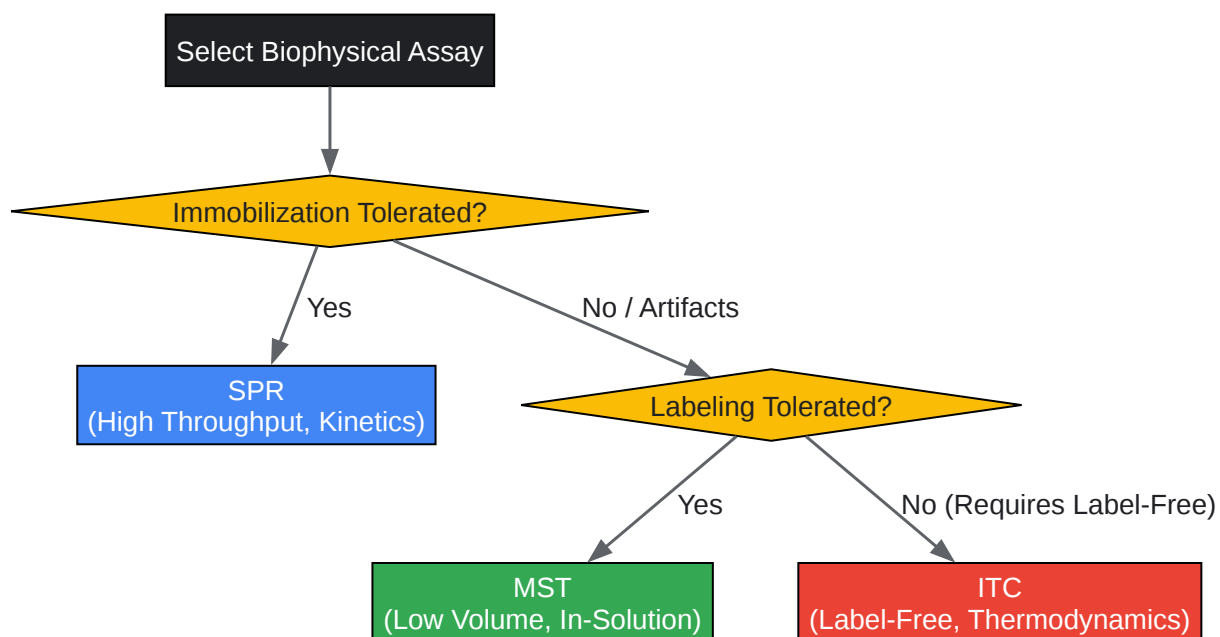 Select Biophysical Assay
Immobilization Tolerated?
Yes
No / Artifacts
SPR
(High Throughput, Kinetics)
Labeling Tolerated?
Yes
No (Requires Label-Free)
MST
(Low Volume, In-Solution)
ITC
(Label-Free, Thermodynamics)